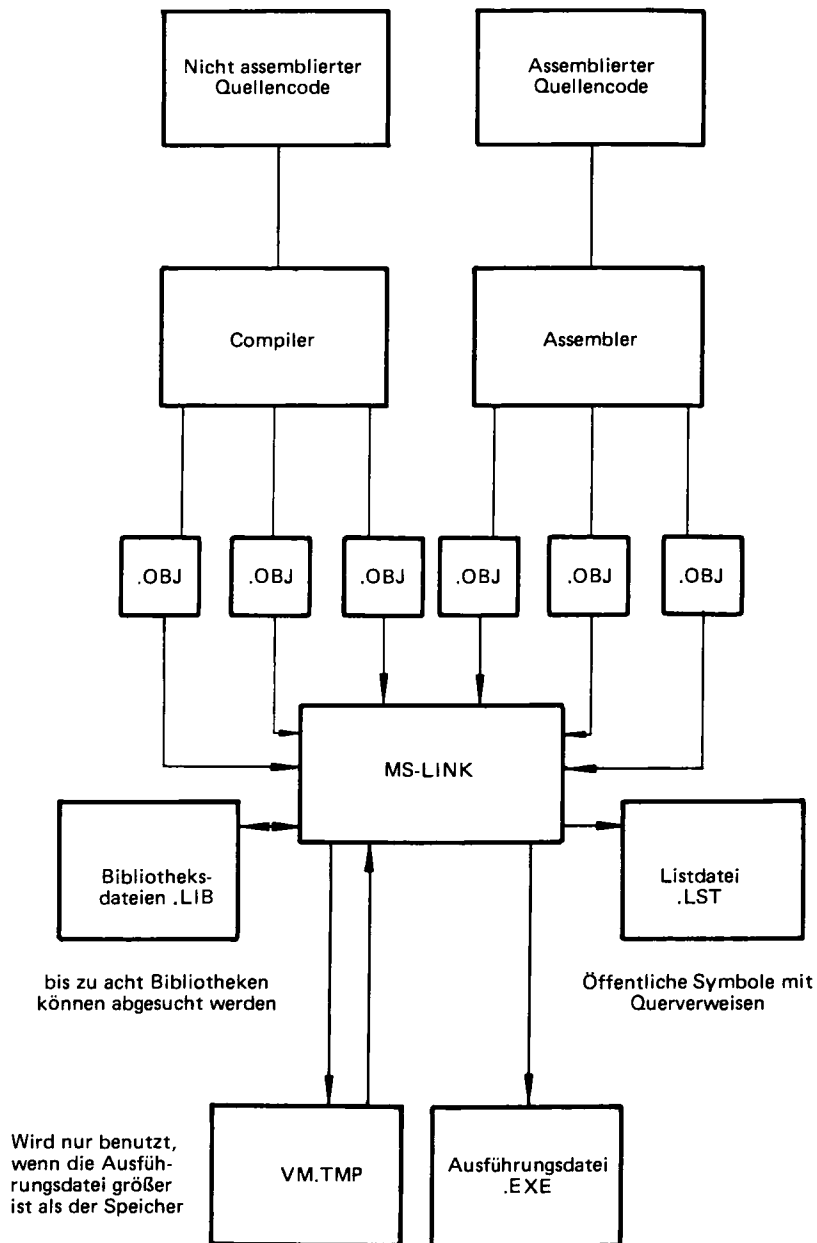 Nicht assemblierter
Quellencode
Assemblierter
Quellencode
Compiler
Assembler
.OBJ
.OBJ
.OBJ
.OBJ
.OBJ
.OBJ
MS-LINK
Bibliotheks-
dateien .LIB
Listdatei
.LST
bis zu acht Bibliotheken
können abgesucht werden
Öffentliche Symbole mit
Querverweisen
Wird nur benutzt,
wenn die Ausfüh-
rungsdatei größer
ist als der Speicher
VM.TMP
Ausführungsdatei
.EXE